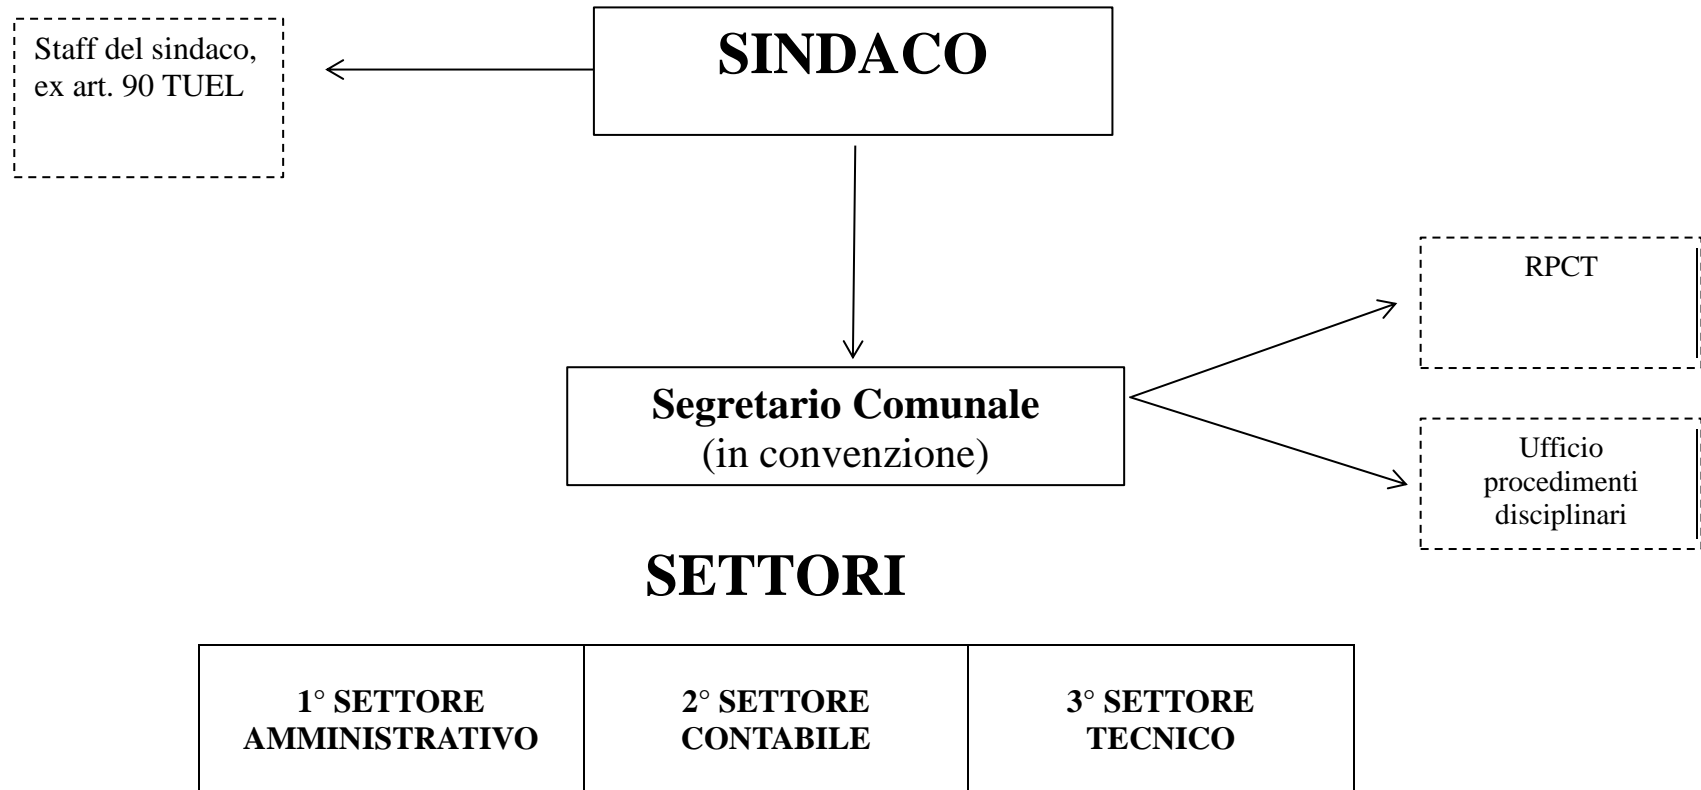 Staff del sindaco,
ex art. 90 TUEL
SINDACO
RPCT
Segretario Comunale
(in convenzione)
Ufficio
procedimenti
disciplinari
SETTORI
1° SETTORE
AMMINISTRATIVO
2° SETTORE
CONTABILE
3° SETTORE
TECNICO